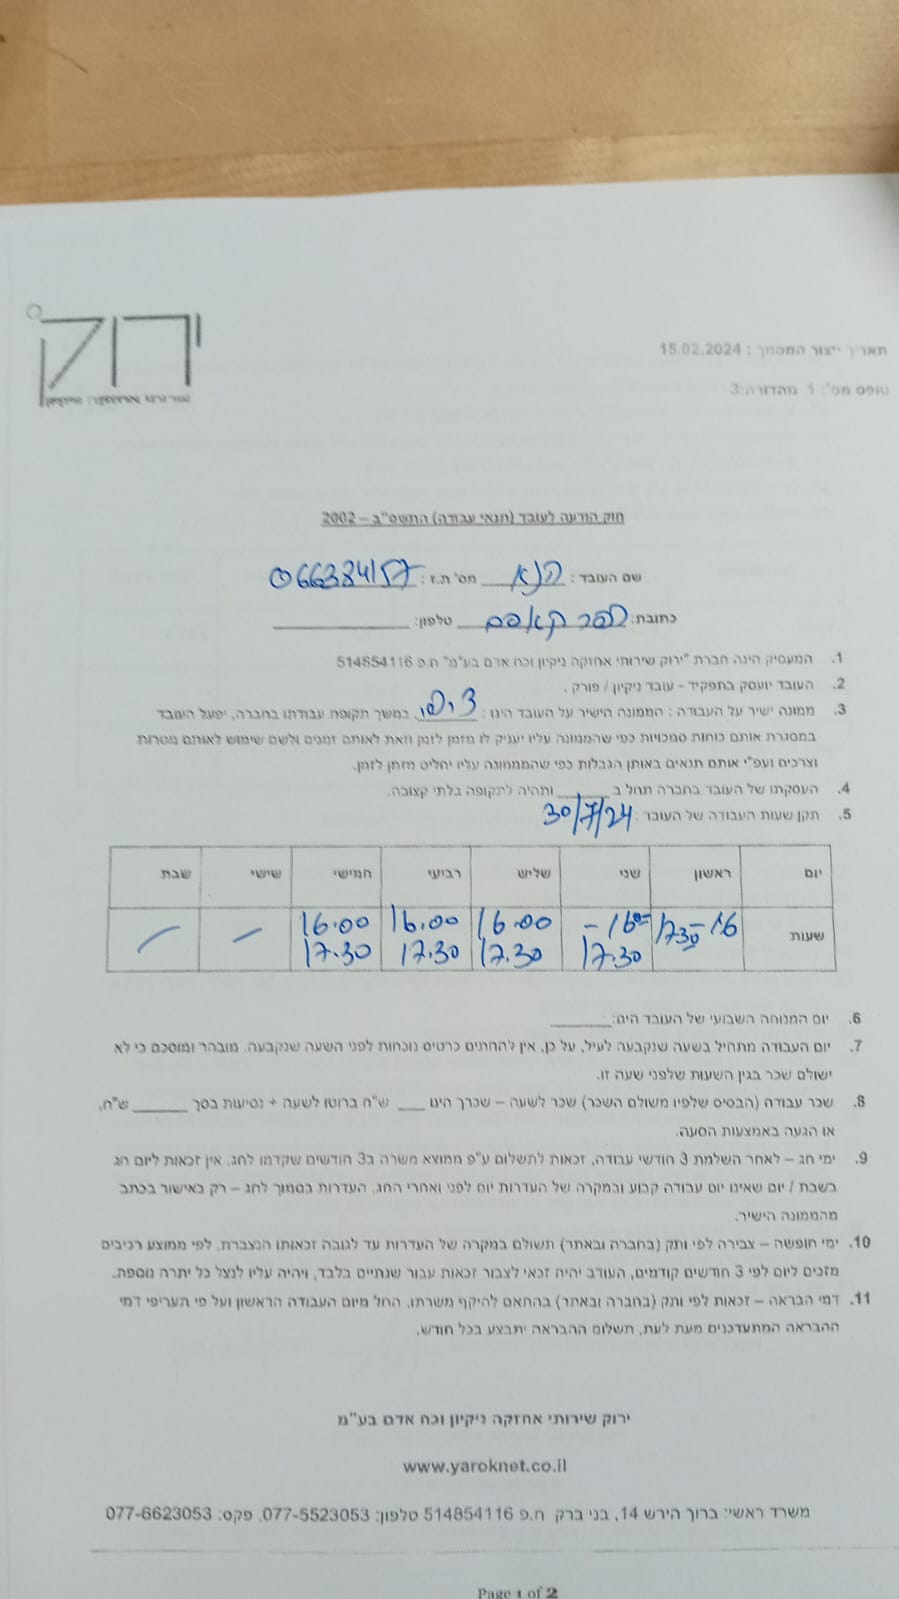 ירוק
תאריך ייצור המסמך : 15.02.2024
טופס מס': 1 מהדורה:3
חוק הודעה לעובד (תנאי עבודה) התשס"ב – 2002
שם העובד : הנא מס' ת.ז : 066384157
כתובת: כפר קאסם טלפון:
1. המעסיק הינה חברת "ירוק שירותי אחזקה ניקיון וכח אדם בע"מ" ח.פ 514854116
2. העובד יועסק בתפקיד - עובד ניקיון / פורק .
3. ממונה ישיר על העבודה : הממונה הישיר על העובד הינו : ציפי. במשך תקופת עבודתו בחברה, יפעל העובד
במסגרת אותם כוחות סמכויות כפי שהממונה עליו יעניק לו מזמן לזמן וזאת לאותם זמנים ולשם שימוש לאותם מטרות
וצרכים ועפ"י אותם תנאים באותן הגבלות כפי שהמממונה עליו יחליט מזמן לזמן.
4. העסקתו של העובד בחברה תחל ב ותהיה לתקופה בלתי קצובה.
30/7/24
5. תקן שעות העבודה של העובד :
יום ראשון שני שליש רביעי חמישי שישי שבת
שעות 16 - 17.30 16.00 - 17.30 16.00 17.30 16.00 17.30 16.00 17.30 — —
6. יום המנוחה השבועי של העובד הינו:
7. יום העבודה מתחיל בשעה שנקבעה לעיל, על כן, אין להחתים כרטיס נוכחות לפני השעה שנקבעה. מובהר ומוסכם כי לא
ישולם שכר בגין השעות שלפני שעה זו.
8. שכר עבודה (הבסיס שלפיו משולם השכר) שכר לשעה – שכרך הינו ש"ח ברוטו לשעה + נסיעות בסך ש"ח,
או הגעה באמצעות הסעה.
9. ימי חג – לאחר השלמת 3 חודשי עבודה, זכאות לתשלום ע"פ ממוצא משרה ב3 חודשים שקדמו לחג. אין זכאות ליום חג
בשבת / יום שאינו יום עבודה קבוע ובמקרה של העדרות יום לפני ואחרי החג, העדרות בסמוך לחג – רק באישור בכתב
מהממונה הישיר.
10. ימי חופשה – צבירה לפי ותק (בחברה ובאתר) תשולם במקרה של העדרות עד לגובה זכאותו הנצברת. לפי ממוצע רכיבים
מזכים ליום לפי 3 חודשים קודמים, העודב יהיה זכאי לצבור זכאות עבור שנתיים בלבד, ויהיה עליו לנצל כל יתרה נוספת.
11. דמי הבראה – זכאות לפי ותק (בחברה ובאתר) בהתאם להיקף משרתו, החל מיום העבודה הראשון ועל פי תעריפי דמי
ההבראה המתעדכנים מעת לעת, תשלום ההבראה יתבצע בכל חודש.
ירוק שירותי אחזקה ניקיון וכח אדם בע"מ
www.yaroknet.co.il
משרד ראשי: ברוך הירש 14, בני ברק ח.פ 514854116 טלפון: 077-5523053, פקס: 077-6623053
Page 1 of 2